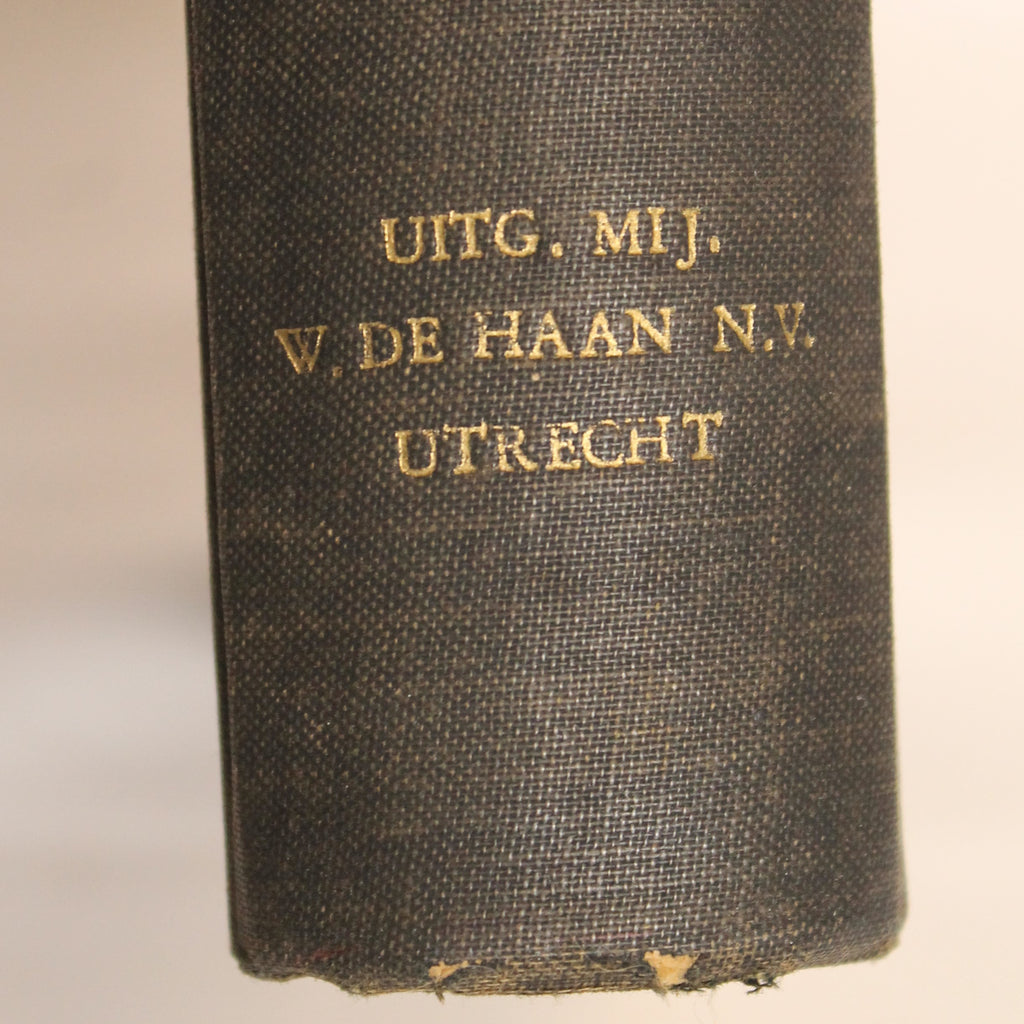 UITG. MIJ.
W. DE HAAN N.V.
UTRECHT